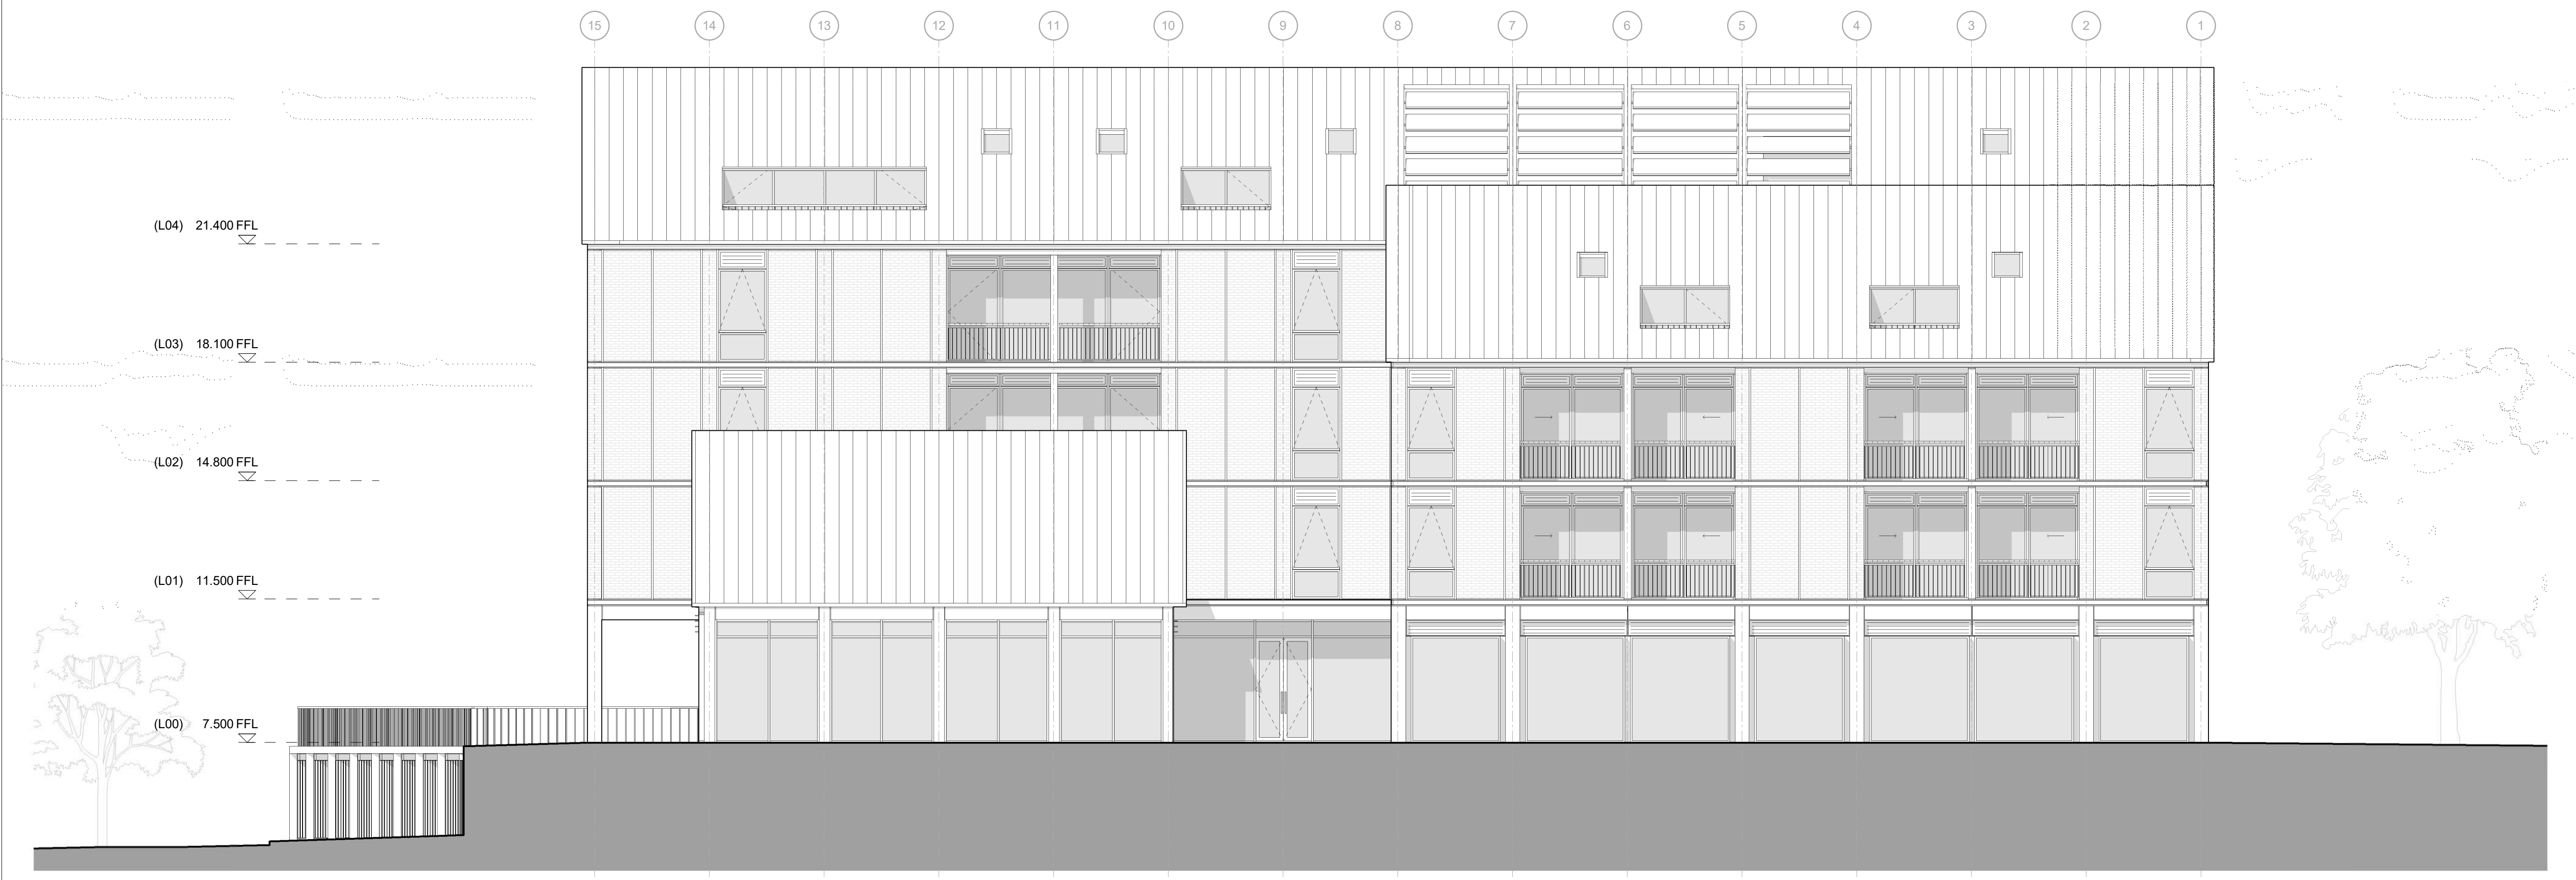 15 14 13 12 11 10 9 8 7 6 5 4 3 2 1
(L04) 21.400 FFL
(L03) 18.100 FFL
(L02) 14.800 FFL
(L01) 11.500 FFL
(L00) 7.500 FFL